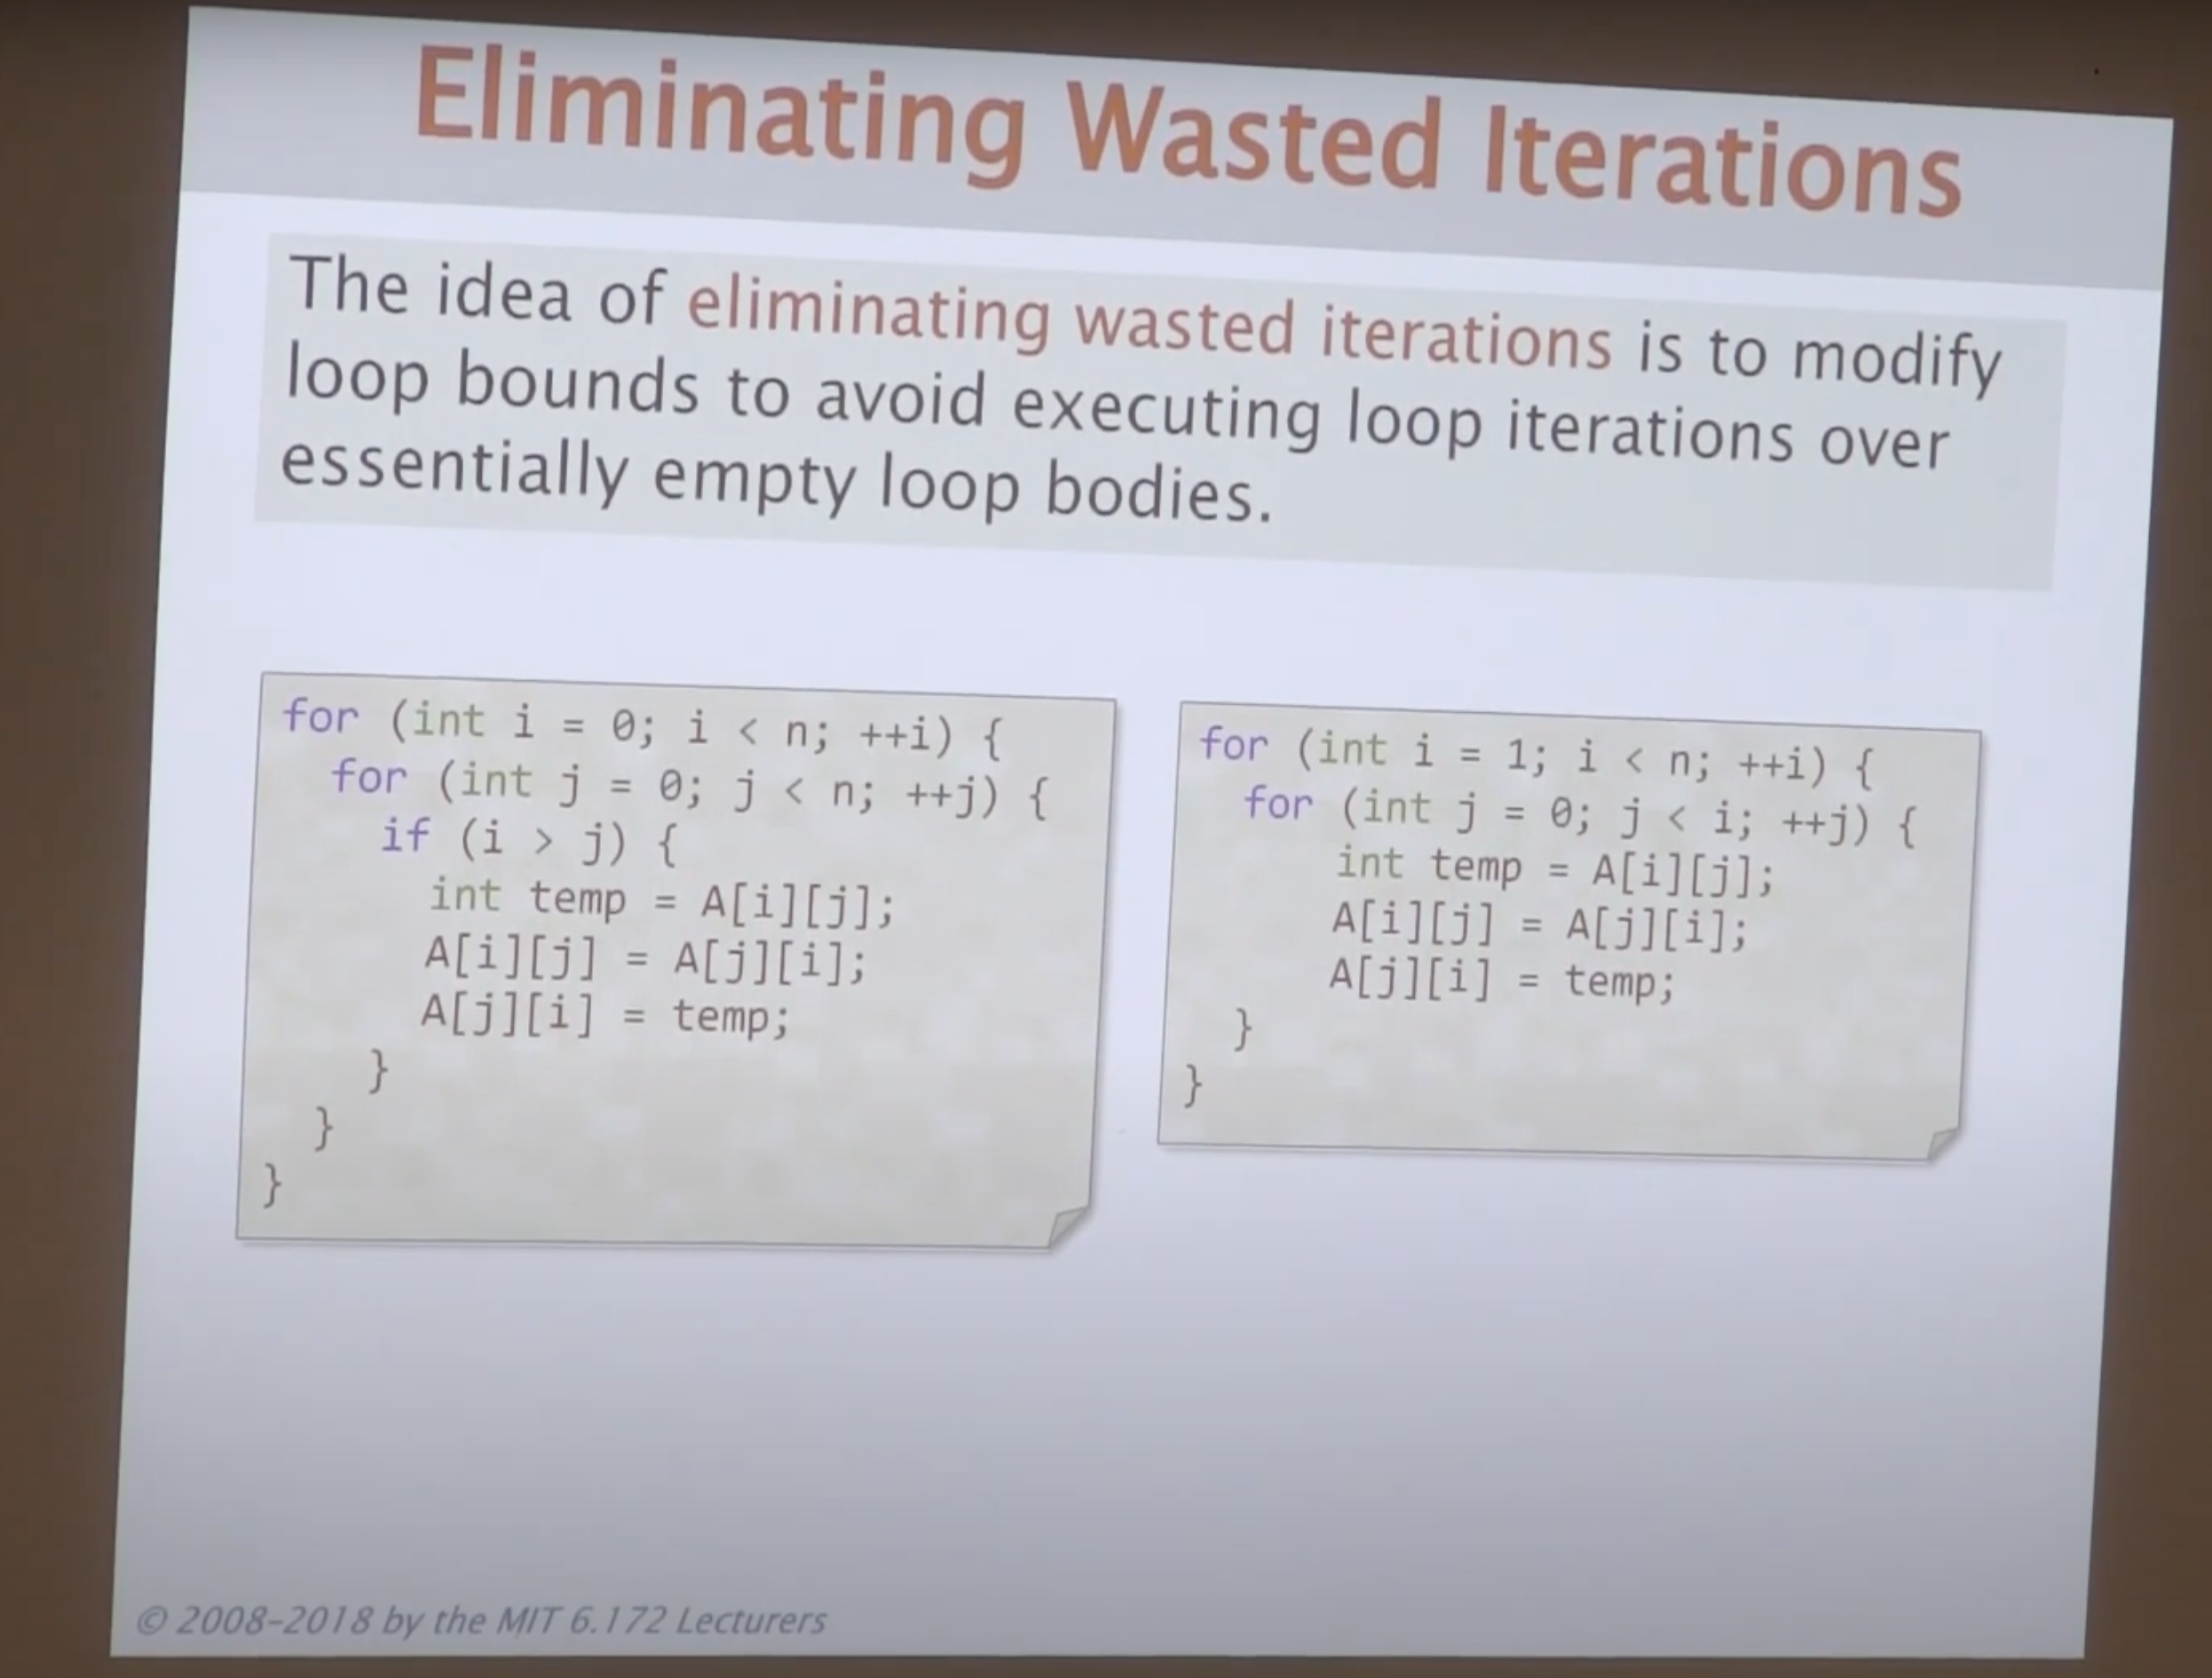 Eliminating Wasted Iterations
The idea of eliminating wasted iterations is to modify
loop bounds to avoid executing loop iterations over
essentially empty loop bodies.
for (int i = 0; i < n; ++i) {
  for (int j = 0; j < n; ++j) {
    if (i > j) {
      int temp = A[i][j];
      A[i][j] = A[j][i];
      A[j][i] = temp;
    }
  }
}
for (int i = 1; i < n; ++i) {
  for (int j = 0; j < i; ++j) {
      int temp = A[i][j];
      A[i][j] = A[j][i];
      A[j][i] = temp;
  }
}
© 2008–2018 by the MIT 6.172 Lecturers